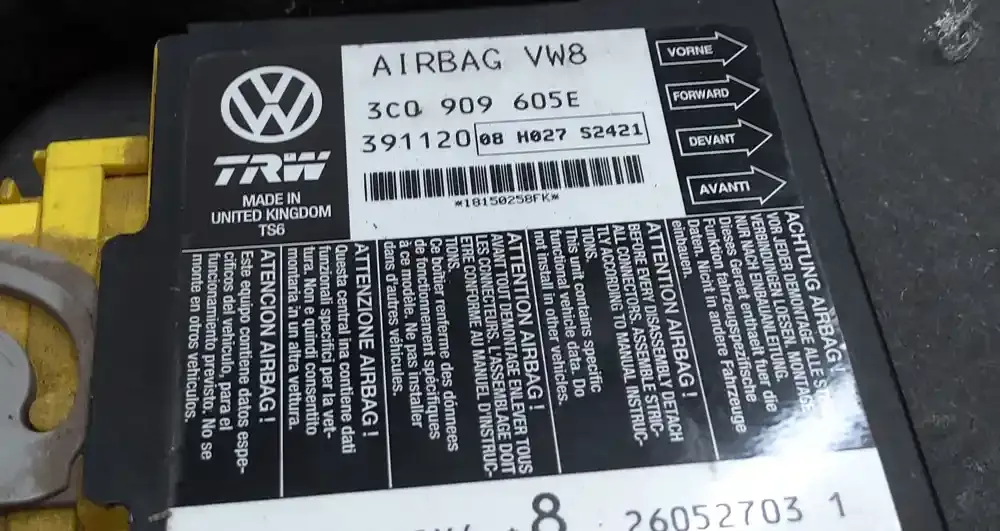 AIRBAG VW8
3C0 909 605E
391120 08 H027 S2421
*18150258FK*
VW
TRW
MADE IN
UNITED KINGDOM
TS6
VORNE
FORWARD
DEVANT
AVANTI
ACHTUNG AIRBAG
VOR JEDER DEMONTAGE ALLE
VERBINDUNGEN LOESEN. MONTAGE
NUR NACH EINBAUANLEITUNG.
Dieses Geraet enthaelt fuer die
Funktion fahrzeugspezifische
Daten. Nicht in andere Fahrzeuge
einbauen.
ATTENTION AIRBAG!
BEFORE EVERY DISASSEMBLY DETACH
ALL CONNECTORS. ASSEMBLE STRIC-
TLY ACCORDING TO MANUAL INSTRUC-
TIONS.
This unit contains specific
functional vehicle data. Do
not install in other vehicles.
ATTENTION AIRBAG!
AVANT TOUT DEMONTAGE ENLEVER TOUS
LES CONNECTEURS. L'ASSEMBLAGE DOIT
ETRE CONFORME AU MANUEL D'INSTRUC-
TIONS.
Ce boîtier renferme des données
de fonctionnement spécifiques
à ce modèle. Ne pas installer
dans d'autres véhicules.
ATTENZIONE AIRBAG!
Questa centralina contiene dati
funzionali specifici per la vet-
tura. Non e quindi consentito
montarla in un altra vettura.
ATENCION AIRBAG!
Este equipo contiene datos espe-
cíficos del vehículo, para el
funcionamiento previsto. No se
monte en otros vehículos.
8 26052703 1